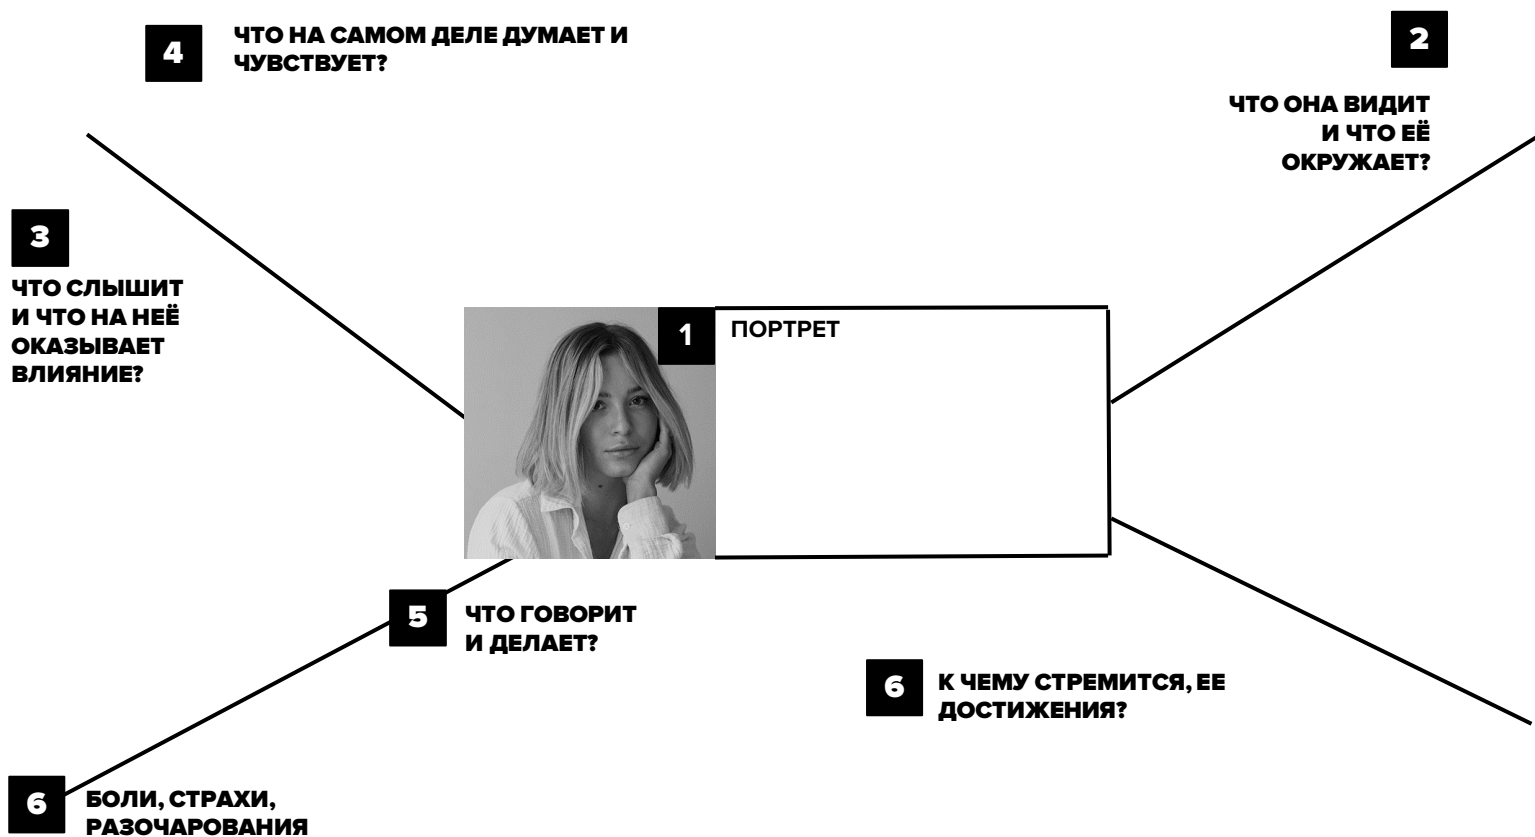 4
ЧТО НА САМОМ ДЕЛЕ ДУМАЕТ И
ЧУВСТВУЕТ?
2
ЧТО ОНА ВИДИТ
И ЧТО ЕЁ
ОКРУЖАЕТ?
3
ЧТО СЛЫШИТ
И ЧТО НА НЕЁ
ОКАЗЫВАЕТ
ВЛИЯНИЕ?
1
ПОРТРЕТ
5
ЧТО ГОВОРИТ
И ДЕЛАЕТ?
6
К ЧЕМУ СТРЕМИТСЯ, ЕЕ
ДОСТИЖЕНИЯ?
6
БОЛИ, СТРАХИ,
РАЗОЧАРОВАНИЯ